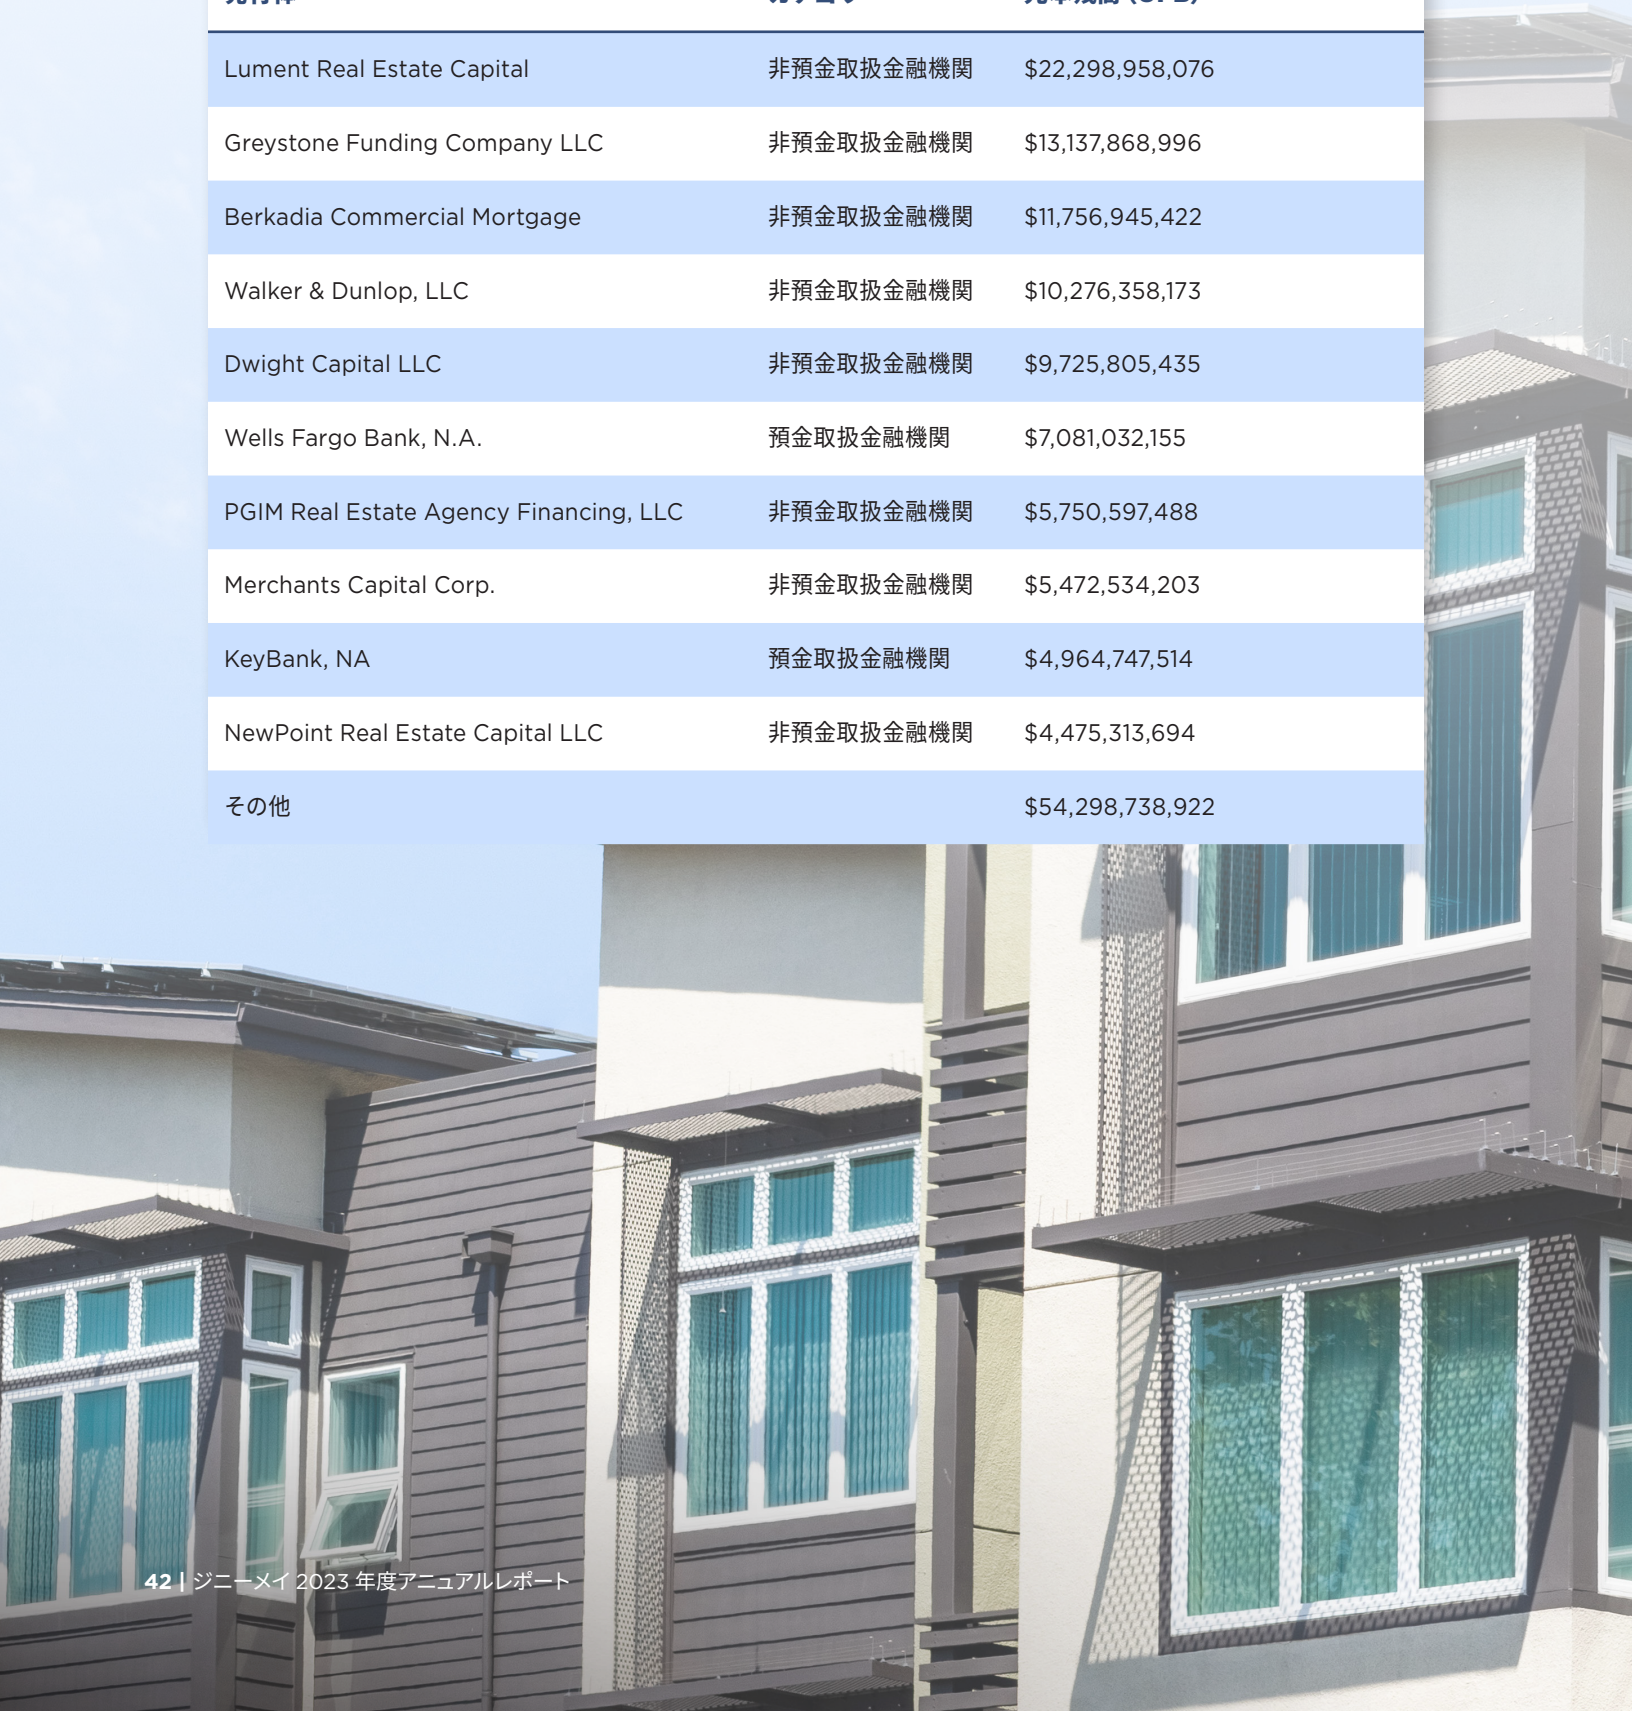 Lument Real Estate Capital 非預金取扱金融機関 $22,298,958,076
Greystone Funding Company LLC 非預金取扱金融機関 $13,137,868,996
Berkadia Commercial Mortgage 非預金取扱金融機関 $11,756,945,422
Walker & Dunlop, LLC 非預金取扱金融機関 $10,276,358,173
Dwight Capital LLC 非預金取扱金融機関 $9,725,805,435
Wells Fargo Bank, N.A. 預金取扱金融機関 $7,081,032,155
PGIM Real Estate Agency Financing, LLC 非預金取扱金融機関 $5,750,597,488
Merchants Capital Corp. 非預金取扱金融機関 $5,472,534,203
KeyBank, NA 預金取扱金融機関 $4,964,747,514
NewPoint Real Estate Capital LLC 非預金取扱金融機関 $4,475,313,694
その他 $54,298,738,922
42 | ジニーメイ 2023 年度アニュアルレポート